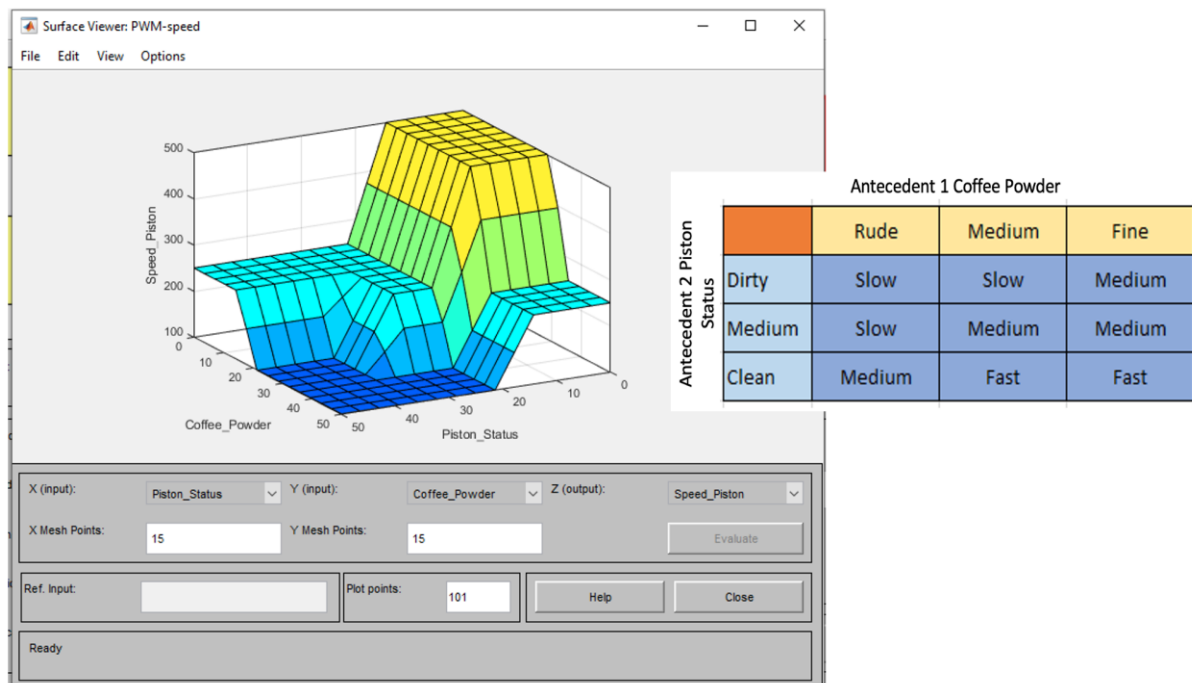 Surface Viewer: PWM-speed
File Edit View Options
500
400
300
200
100
Speed_Piston
0
10
20
30
40
50
Coffee_Powder
50
40
30
20
10
0
Piston_Status
X (input): Piston_Status Y (input): Coffee_Powder Z (output): Speed_Piston
X Mesh Points: 15 Y Mesh Points: 15 Evaluate
Ref. Input: Plot points: 101 Help Close
Ready
Antecedent 1 Coffee Powder
Antecedent 2 Piston
Status
Rude Medium Fine
Dirty Slow Slow Medium
Medium Slow Medium Medium
Clean Medium Fast Fast